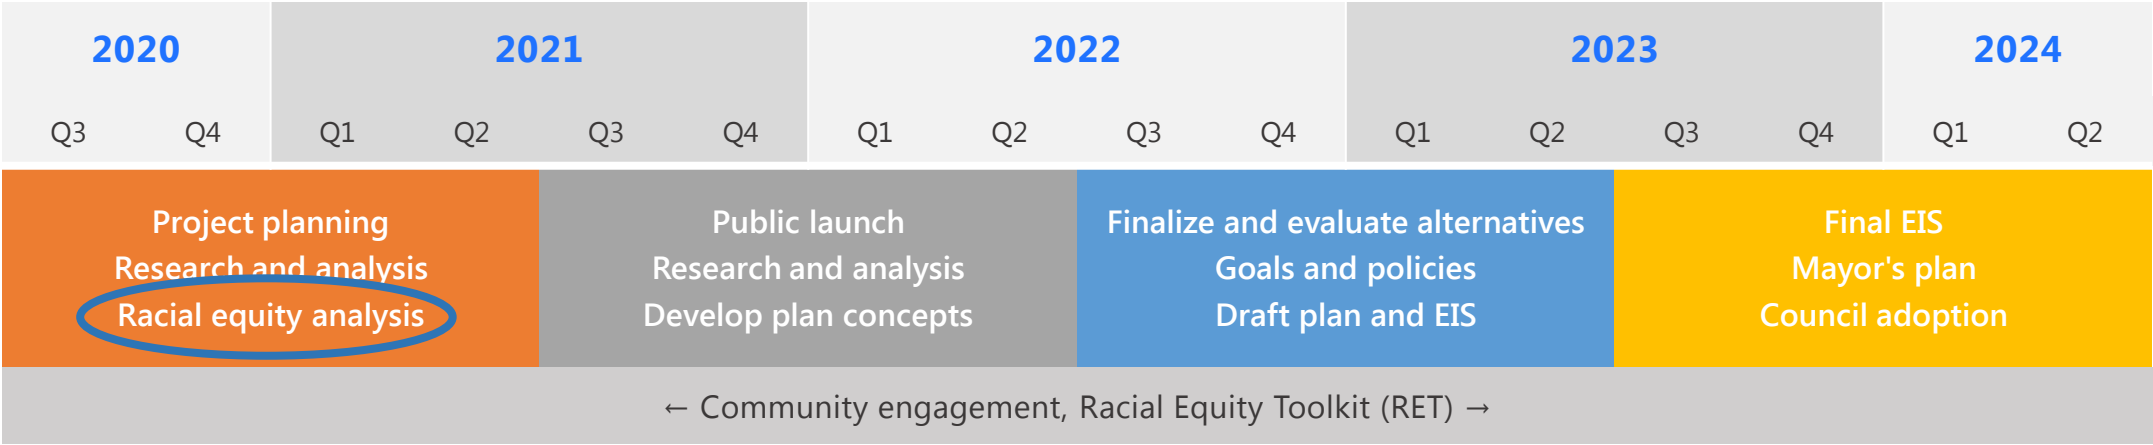 2020 2021 2022 2023 2024
Q3 Q4 Q1 Q2 Q3 Q4 Q1 Q2 Q3 Q4 Q1 Q2 Q3 Q4 Q1 Q2
Project planning
Research and analysis
Racial equity analysis
Public launch
Research and analysis
Develop plan concepts
Finalize and evaluate alternatives
Goals and policies
Draft plan and EIS
Final EIS
Mayor's plan
Council adoption
← Community engagement, Racial Equity Toolkit (RET) →